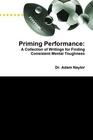 Priming Performance:
A Collection of Writings for Finding
Consistent Mental Toughness
Dr. Adam Naylor